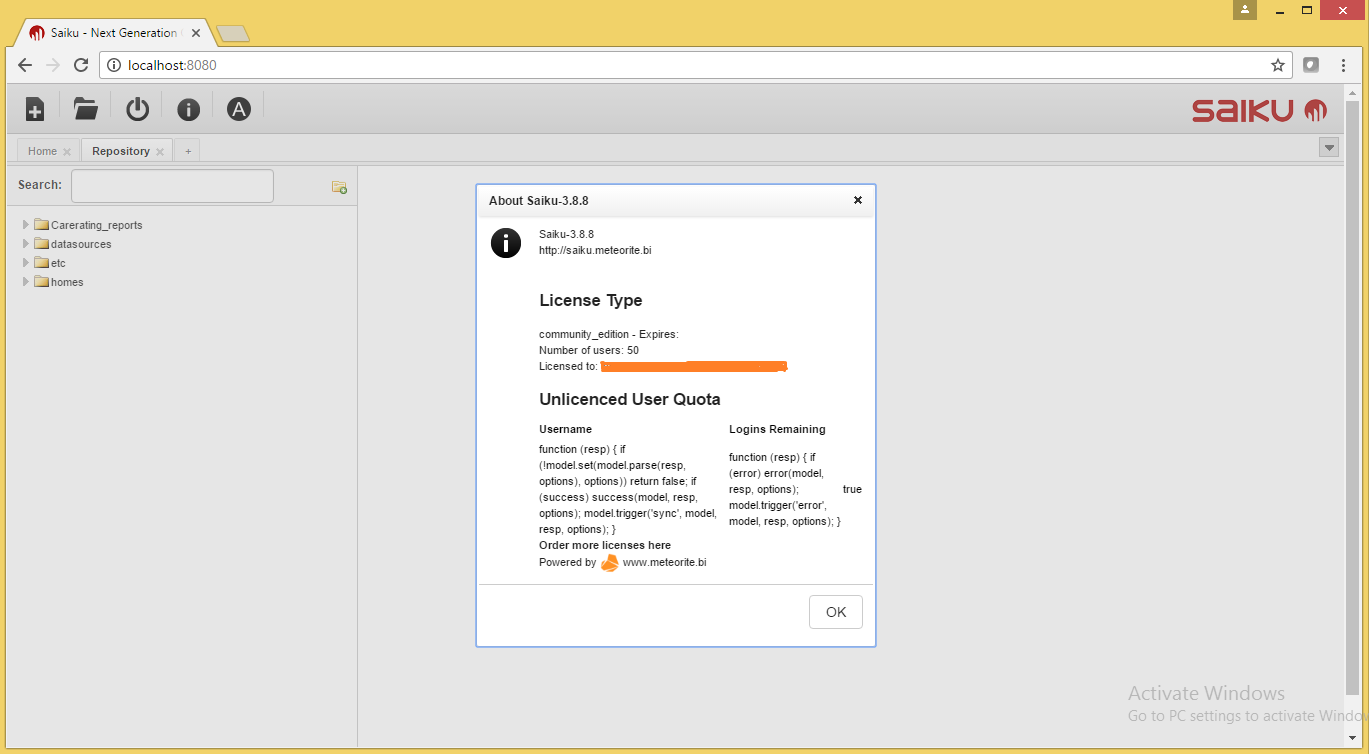 Saiku - Next Generation
localhost:8080
A
saiku
Home
Repository
+
Search:
Carerating_reports
datasources
etc
homes
About Saiku-3.8.8
Saiku-3.8.8
http://saiku.meteorite.bi
License Type
community_edition - Expires:
Number of users: 50
Licensed to:
Unlicenced User Quota
Username
Logins Remaining
function (resp) { if
(!model.set(model.parse(resp,
options), options)) return false; if
(success) success(model, resp,
options); model.trigger('sync', model,
resp, options); }
function (resp) { if
(error) error(model,
resp, options);
model.trigger('error',
model, resp, options); }
true
Order more licenses here
Powered by www.meteorite.bi
OK
Activate Windows
Go to PC settings to activate Windo